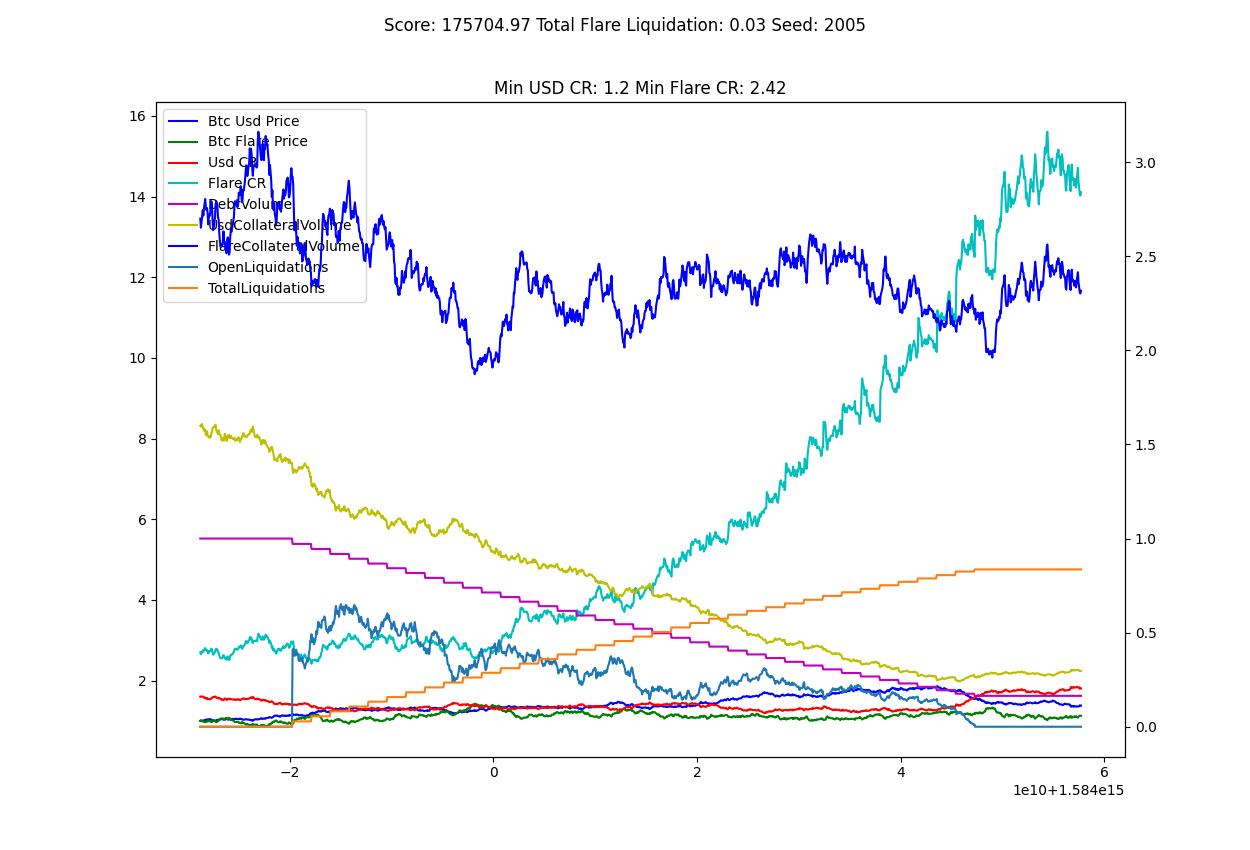 Score: 175704.97 Total Flare Liquidation: 0.03 Seed: 2005
Min USD CR: 1.2 Min Flare CR: 2.42
Btc Usd Price
Btc Flare Price
Usd CR
Flare CR
DebtVolume
UsdCollateralVolume
FlareCollateralVolume
OpenLiquidations
TotalLiquidations
16
14
12
10
8
6
4
2
3.0
2.5
2.0
1.5
1.0
0.5
0.0
−2
0
2
4
6
1e10+1.584e15